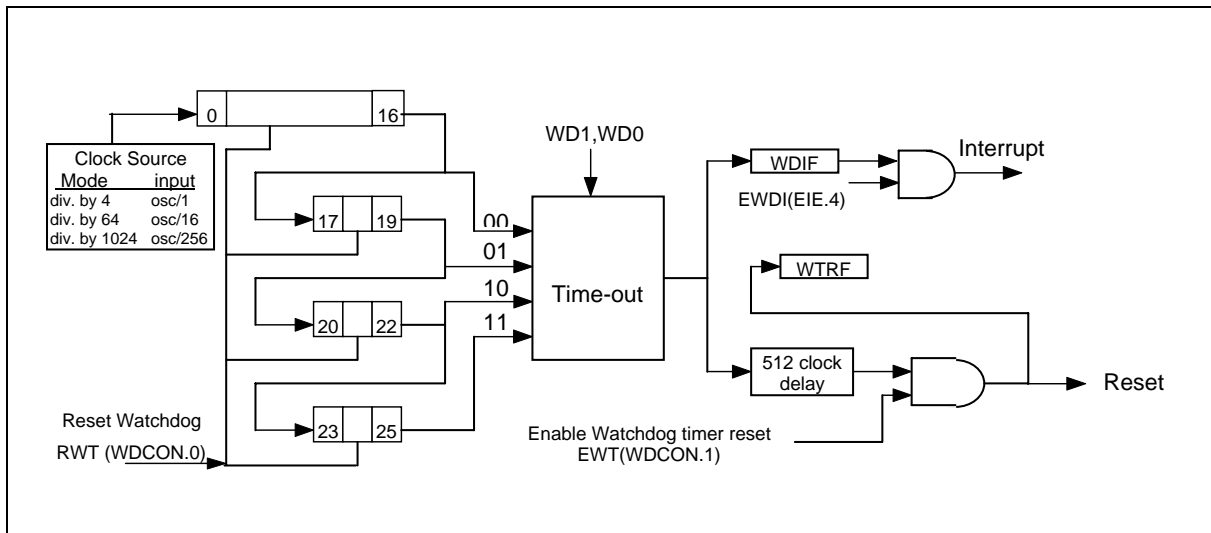 0 16
WD1,WD0
Clock Source
Mode input
div. by 4 osc/1
div. by 64 osc/16
div. by 1024 osc/256
17 19
00
01
20 22
10
11
23 25
Time-out
WDIF
Interrupt
EWDI(EIE.4)
WTRF
512 clock
delay
Reset
Reset Watchdog
RWT (WDCON.0)
Enable Watchdog timer reset
EWT(WDCON.1)